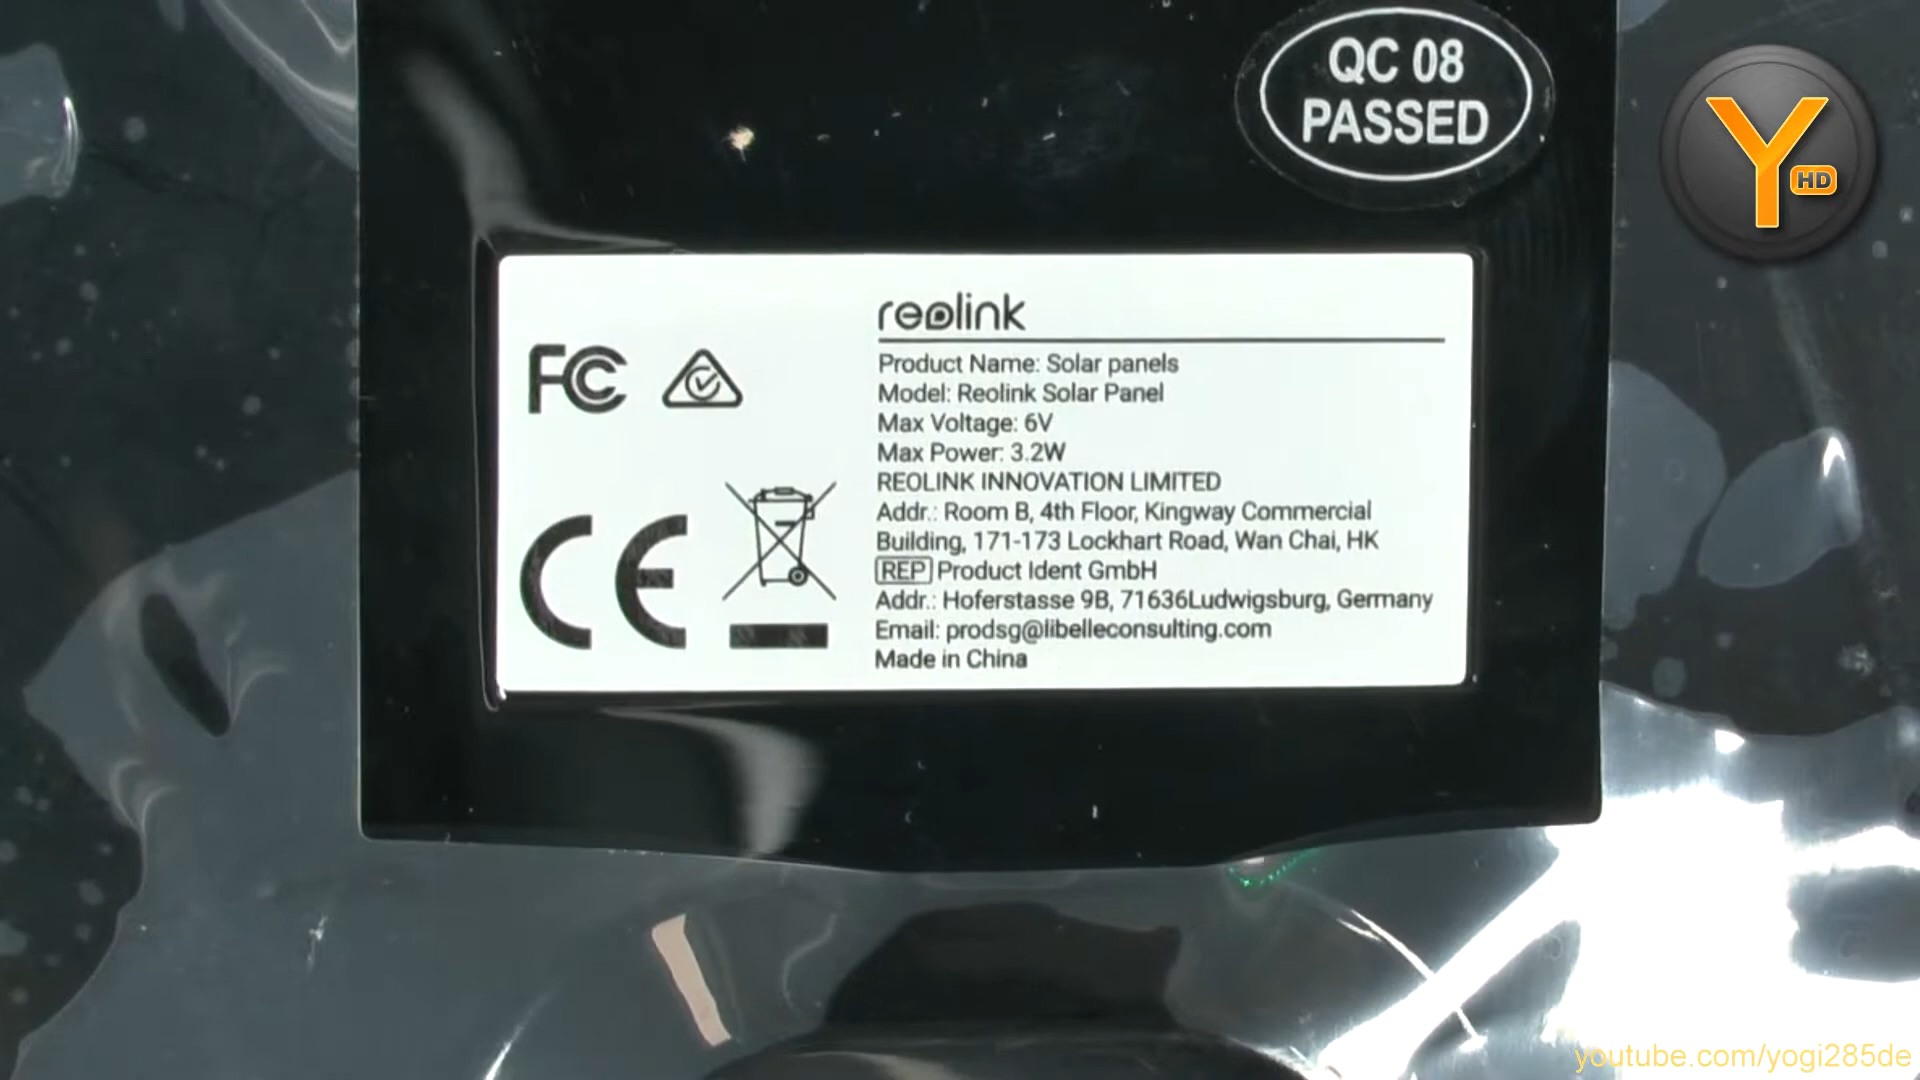 QC 08
PASSED
Y
HD
reolink
FC
Product Name: Solar panels
Model: Reolink Solar Panel
Max Voltage: 6V
Max Power: 3.2W
REOLINK INNOVATION LIMITED
Addr.: Room B, 4th Floor, Kingway Commercial
Building, 171-173 Lockhart Road, Wan Chai, HK
CE
REP Product Ident GmbH
Addr.: Hoferstasse 9B, 71636Ludwigsburg, Germany
Email: prodsg@libelleconsulting.com
Made in China
youtube.com/yogi285de